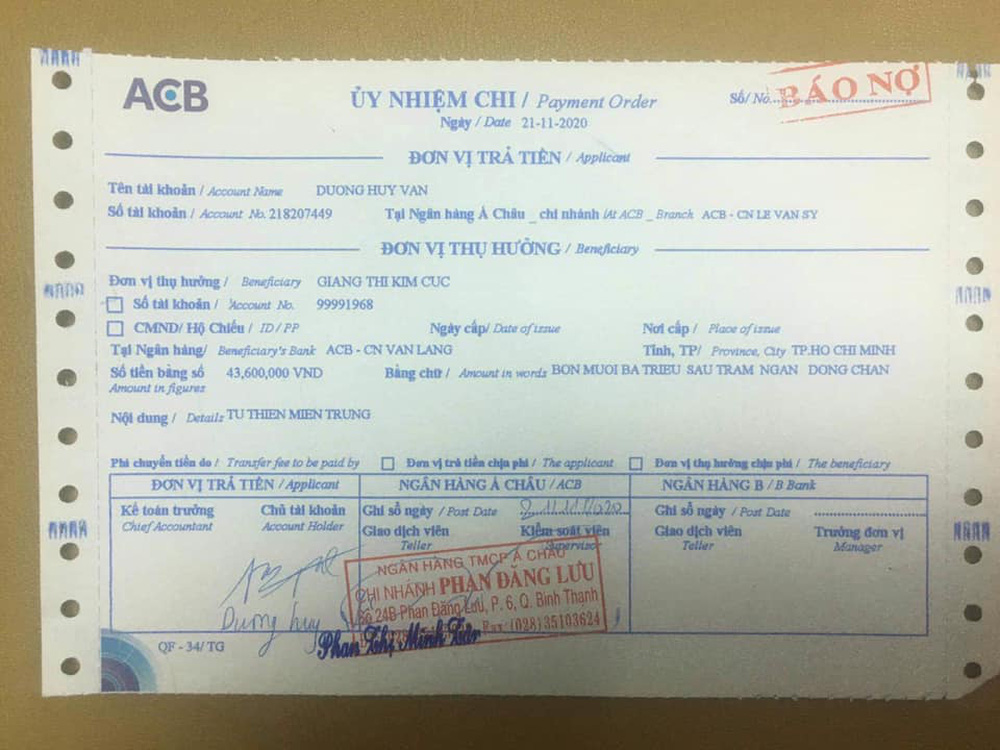 ACB
ỦY NHIỆM CHI / Payment Order
Số/ No.
BÁO NỢ
Ngày / Date 21-11-2020
ĐƠN VỊ TRẢ TIỀN / Applicant
Tên tài khoản / Account Name DUONG HUY VAN
Số tài khoản / Account No. 218207449 Tại Ngân hàng Á Châu _ chi nhánh /At ACB _ Branch ACB - CN LE VAN SY
ĐƠN VỊ THỤ HƯỞNG / Beneficiary
Đơn vị thụ hưởng / Beneficiary GIANG THI KIM CUC
Số tài khoản / Account No. 99991968
CMND/ Hộ Chiếu / ID / PP Ngày cấp/ Date of issue Nơi cấp / Place of issue
Tại Ngân hàng/ Beneficiary's Bank ACB - CN VAN LANG Tỉnh, TP/ Province, City TP.HO CHI MINH
Số tiền bằng số 43,600,000 VND Bằng chữ / Amount in words BON MUOI BA TRIEU SAU TRAM NGAN DONG CHAN
Amount in figures
Nội dung / Details TU THIEN MIEN TRUNG
Phí chuyển tiền do / Transfer fee to be paid by Đơn vị trả tiền chịu phí / The applicant Đơn vị thụ hưởng chịu phí / The beneficiary
ĐƠN VỊ TRẢ TIỀN / Applicant NGÂN HÀNG Á CHÂU / ACB NGÂN HÀNG B / B Bank
Kế toán trưởng Chủ tài khoản Ghi sổ ngày / Post Date Ghi sổ ngày / Post Date
Chief Accountant Account Holder Giao dịch viên Kiểm soát viên Giao dịch viên Trưởng đơn vị
Teller Supervisor Teller Manager
NGÂN HÀNG TMCP Á CHÂU
CHI NHÁNH PHAN ĐĂNG LƯU
Số 24B Phan Đăng Lưu, P. 6, Q. Bình Thạnh
Fax: (028)35103624
Dương huy
Phan Thị Minh
QF - 34/ TG